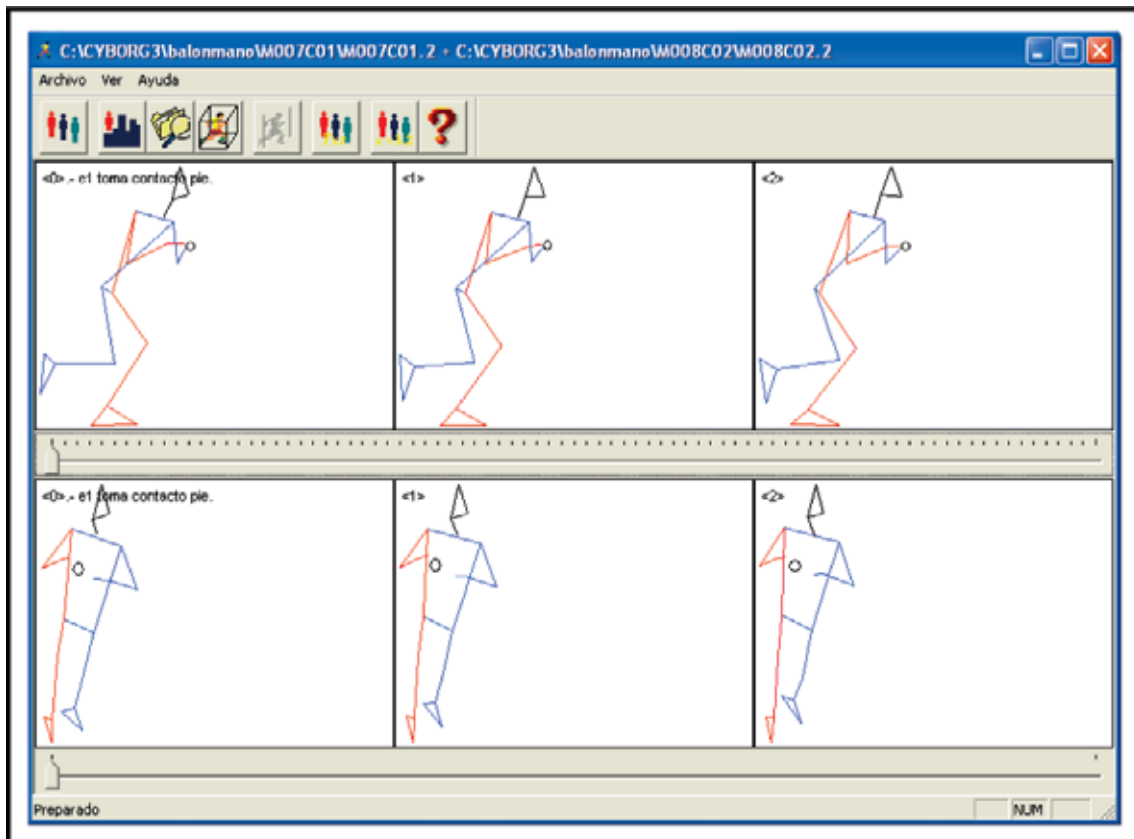 C:\CYBORG3\balonmano\M007C01\M007C01.2 + C:\CYBORG3\balonmano\M008C02\M008C02.2
Archivo Ver Ayuda
<0>.- e1 toma contacto pie. <1> <2>
<0>.- e1 toma contacto pie. <1> <2>
Preparado NUM